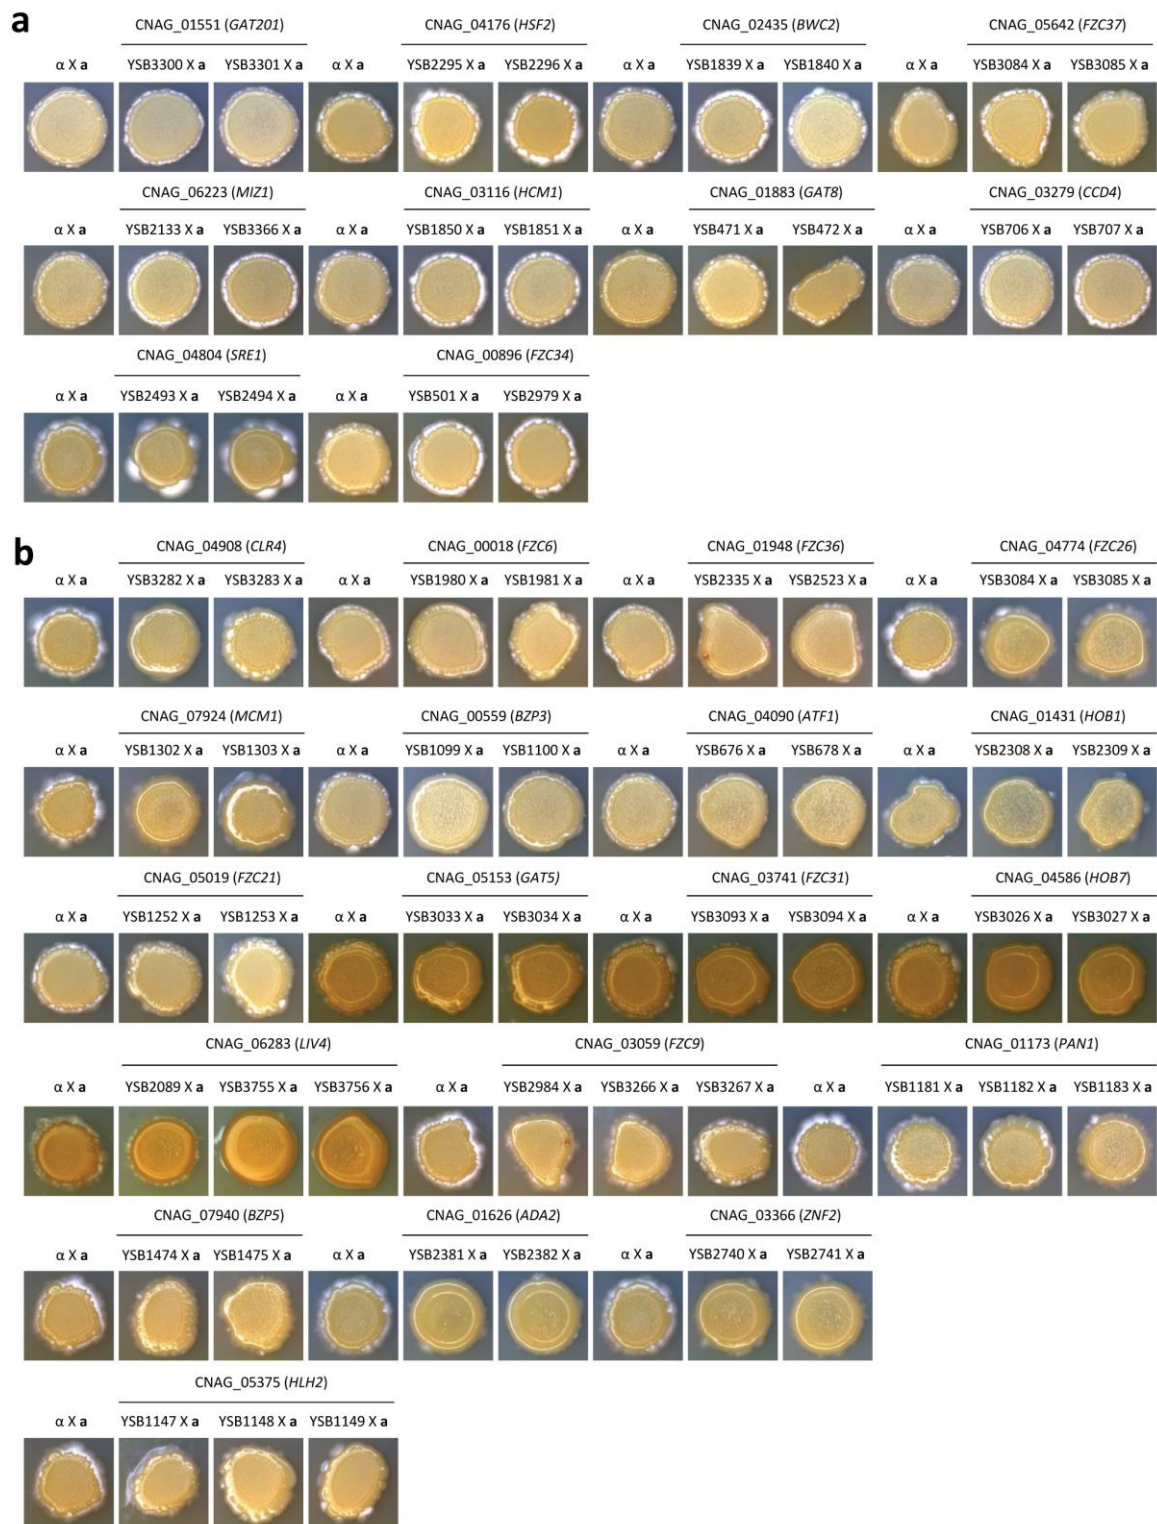 a
CNAG_01551 (GAT201) CNAG_04176 (HSF2) CNAG_02435 (BWC2) CNAG_05642 (FZC37)
α X a YSB3300 X a YSB3301 X a α X a YSB2295 X a YSB2296 X a α X a YSB1839 X a YSB1840 X a α X a YSB3084 X a YSB3085 X a
CNAG_06223 (MIZ1) CNAG_03116 (HCM1) CNAG_01883 (GAT8) CNAG_03279 (CCD4)
α X a YSB2133 X a YSB3366 X a α X a YSB1850 X a YSB1851 X a α X a YSB471 X a YSB472 X a α X a YSB706 X a YSB707 X a
CNAG_04804 (SRE1) CNAG_00896 (FZC34)
α X a YSB2493 X a YSB2494 X a α X a YSB501 X a YSB2979 X a
b
CNAG_04908 (CLR4) CNAG_00018 (FZC6) CNAG_01948 (FZC36) CNAG_04774 (FZC26)
α X a YSB3282 X a YSB3283 X a α X a YSB1980 X a YSB1981 X a α X a YSB2335 X a YSB2523 X a α X a YSB3084 X a YSB3085 X a
CNAG_07924 (MCM1) CNAG_00559 (BZP3) CNAG_04090 (ATF1) CNAG_01431 (HOB1)
α X a YSB1302 X a YSB1303 X a α X a YSB1099 X a YSB1100 X a α X a YSB676 X a YSB678 X a α X a YSB2308 X a YSB2309 X a
CNAG_05019 (FZC21) CNAG_05153 (GAT5) CNAG_03741 (FZC31) CNAG_04586 (HOB7)
α X a YSB1252 X a YSB1253 X a α X a YSB3033 X a YSB3034 X a α X a YSB3093 X a YSB3094 X a α X a YSB3026 X a YSB3027 X a
CNAG_06283 (LIV4) CNAG_03059 (FZC9) CNAG_01173 (PAN1)
α X a YSB2089 X a YSB3755 X a YSB3756 X a α X a YSB2984 X a YSB3266 X a YSB3267 X a α X a YSB1181 X a YSB1182 X a YSB1183 X a
CNAG_07940 (BZP5) CNAG_01626 (ADA2) CNAG_03366 (ZNF2)
α X a YSB1474 X a YSB1475 X a α X a YSB2381 X a YSB2382 X a α X a YSB2740 X a YSB2741 X a
CNAG_05375 (HLH2)
α X a YSB1147 X a YSB1148 X a YSB1149 X a